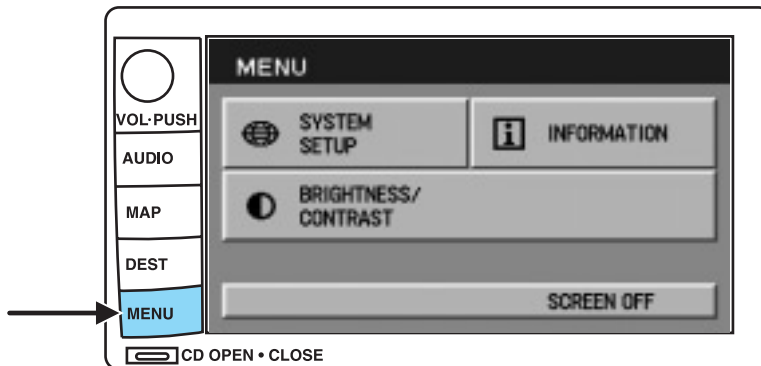 MENU
VOL·PUSH
SYSTEM
SETUP
INFORMATION
AUDIO
MAP
BRIGHTNESS/
CONTRAST
DEST
MENU
SCREEN OFF
CD OPEN • CLOSE